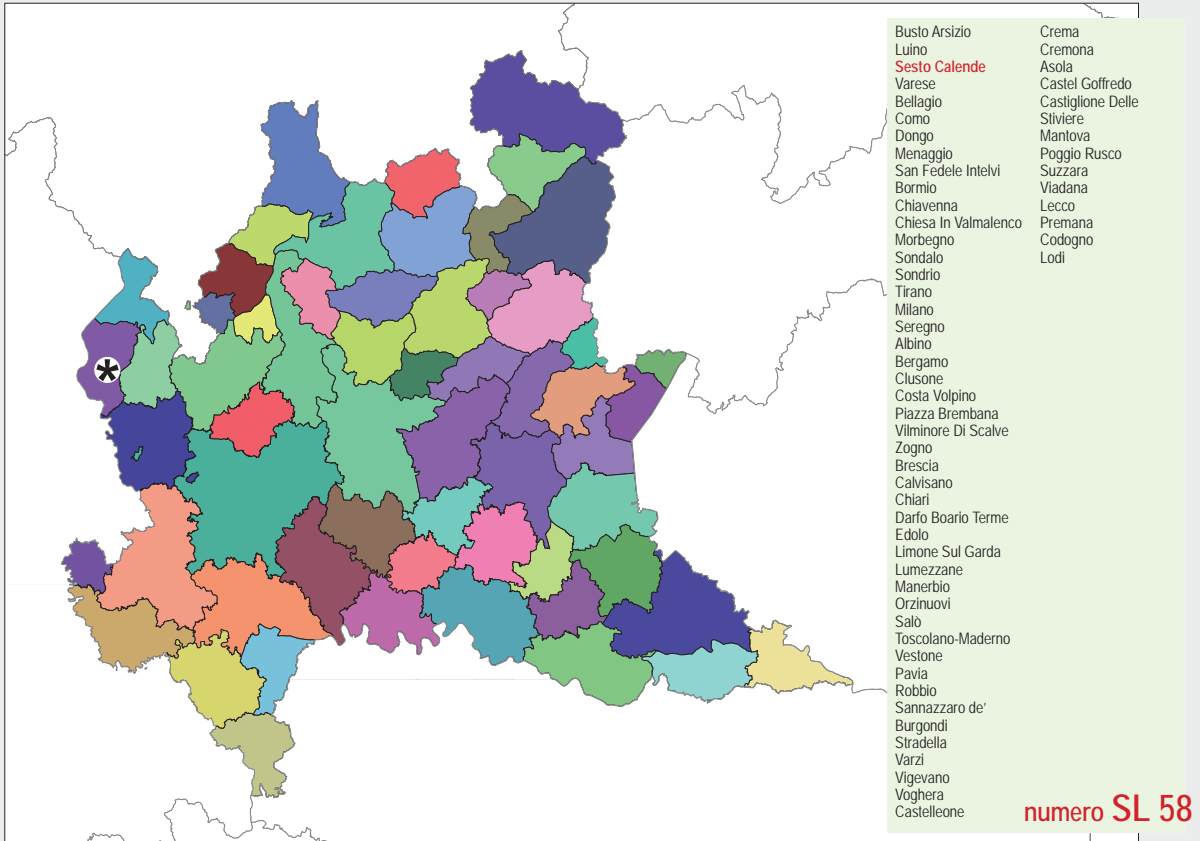 Busto Arsizio
Luino
Sesto Calende
Varese
Bellagio
Como
Dongo
Menaggio
San Fedele Intelvi
Bormio
Chiavenna
Chiesa In Valmalenco
Morbegno
Sondalo
Sondrio
Tirano
Milano
Seregno
Albino
Bergamo
Clusone
Costa Volpino
Piazza Brembana
Vilminore Di Scalve
Zogno
Brescia
Calvisano
Chiari
Darfo Boario Terme
Edolo
Limone Sul Garda
Lumezzane
Manerbio
Orzinuovi
Salò
Toscolano-Maderno
Vestone
Pavia
Robbio
Sannazzaro de'
Burgondi
Stradella
Varzi
Vigevano
Voghera
Castelleone
Crema
Cremona
Asola
Castel Goffredo
Castiglione Delle
Stiviere
Mantova
Poggio Rusco
Suzzara
Viadana
Lecco
Premana
Codogno
Lodi
*
numero SL 58